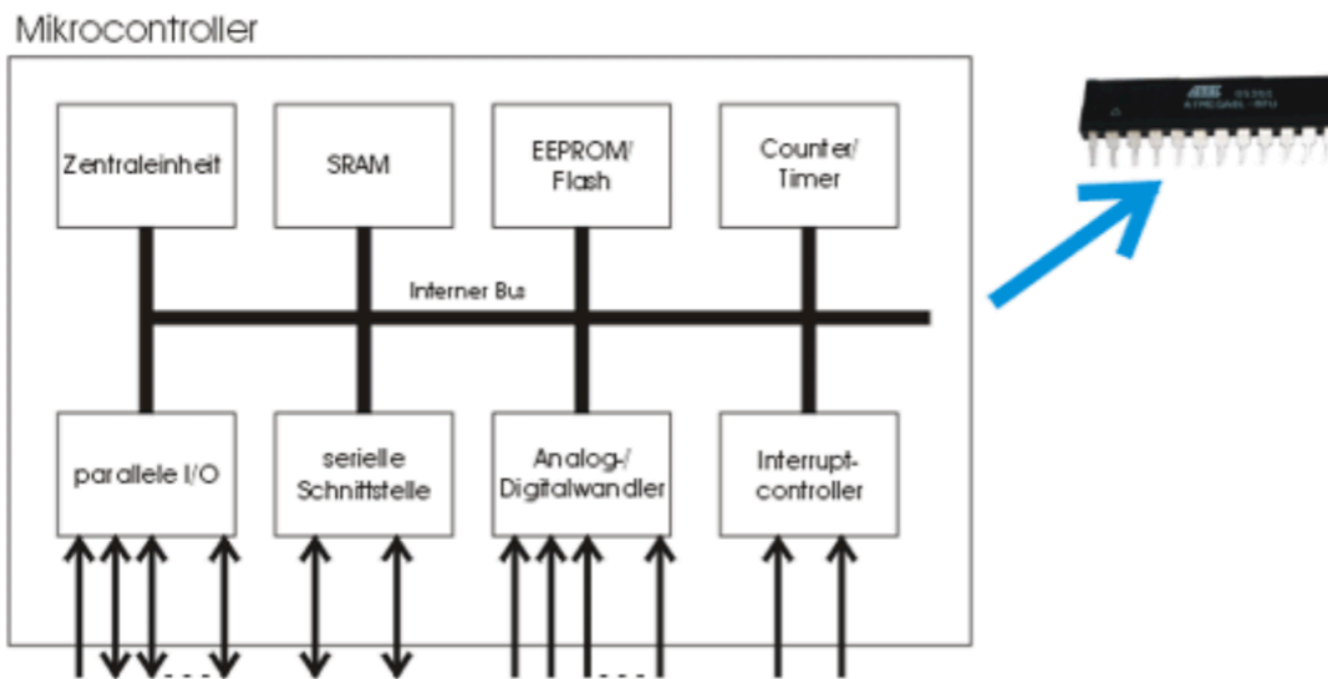 Mikrocontroller
Zentraleinheit
SRAM
EEPROM/
Flash
Counter/
Timer
Interner Bus
parallele I/O
serielle
Schnittstelle
Analog-/
Digitalwandler
Interrupt-
controller